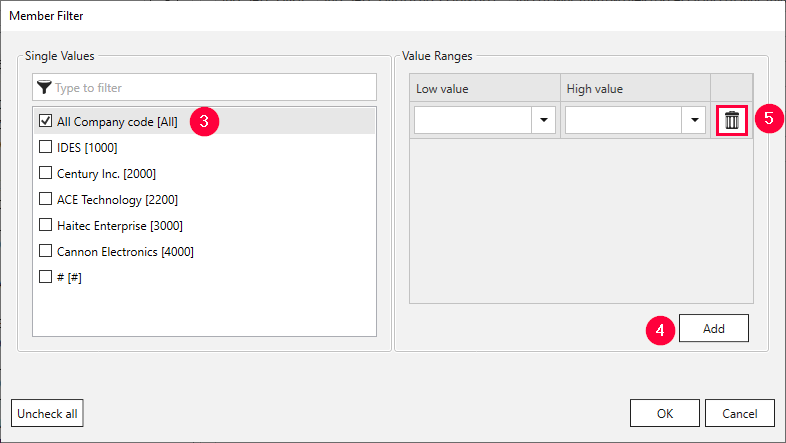 Member Filter
Single Values
Type to filter
All Company code [All]
3
IDES [1000]
Century Inc. [2000]
ACE Technology [2200]
Haitec Enterprise [3000]
Cannon Electronics [4000]
# [#]
Value Ranges
Low value
High value
5
4
Add
Uncheck all
OK
Cancel